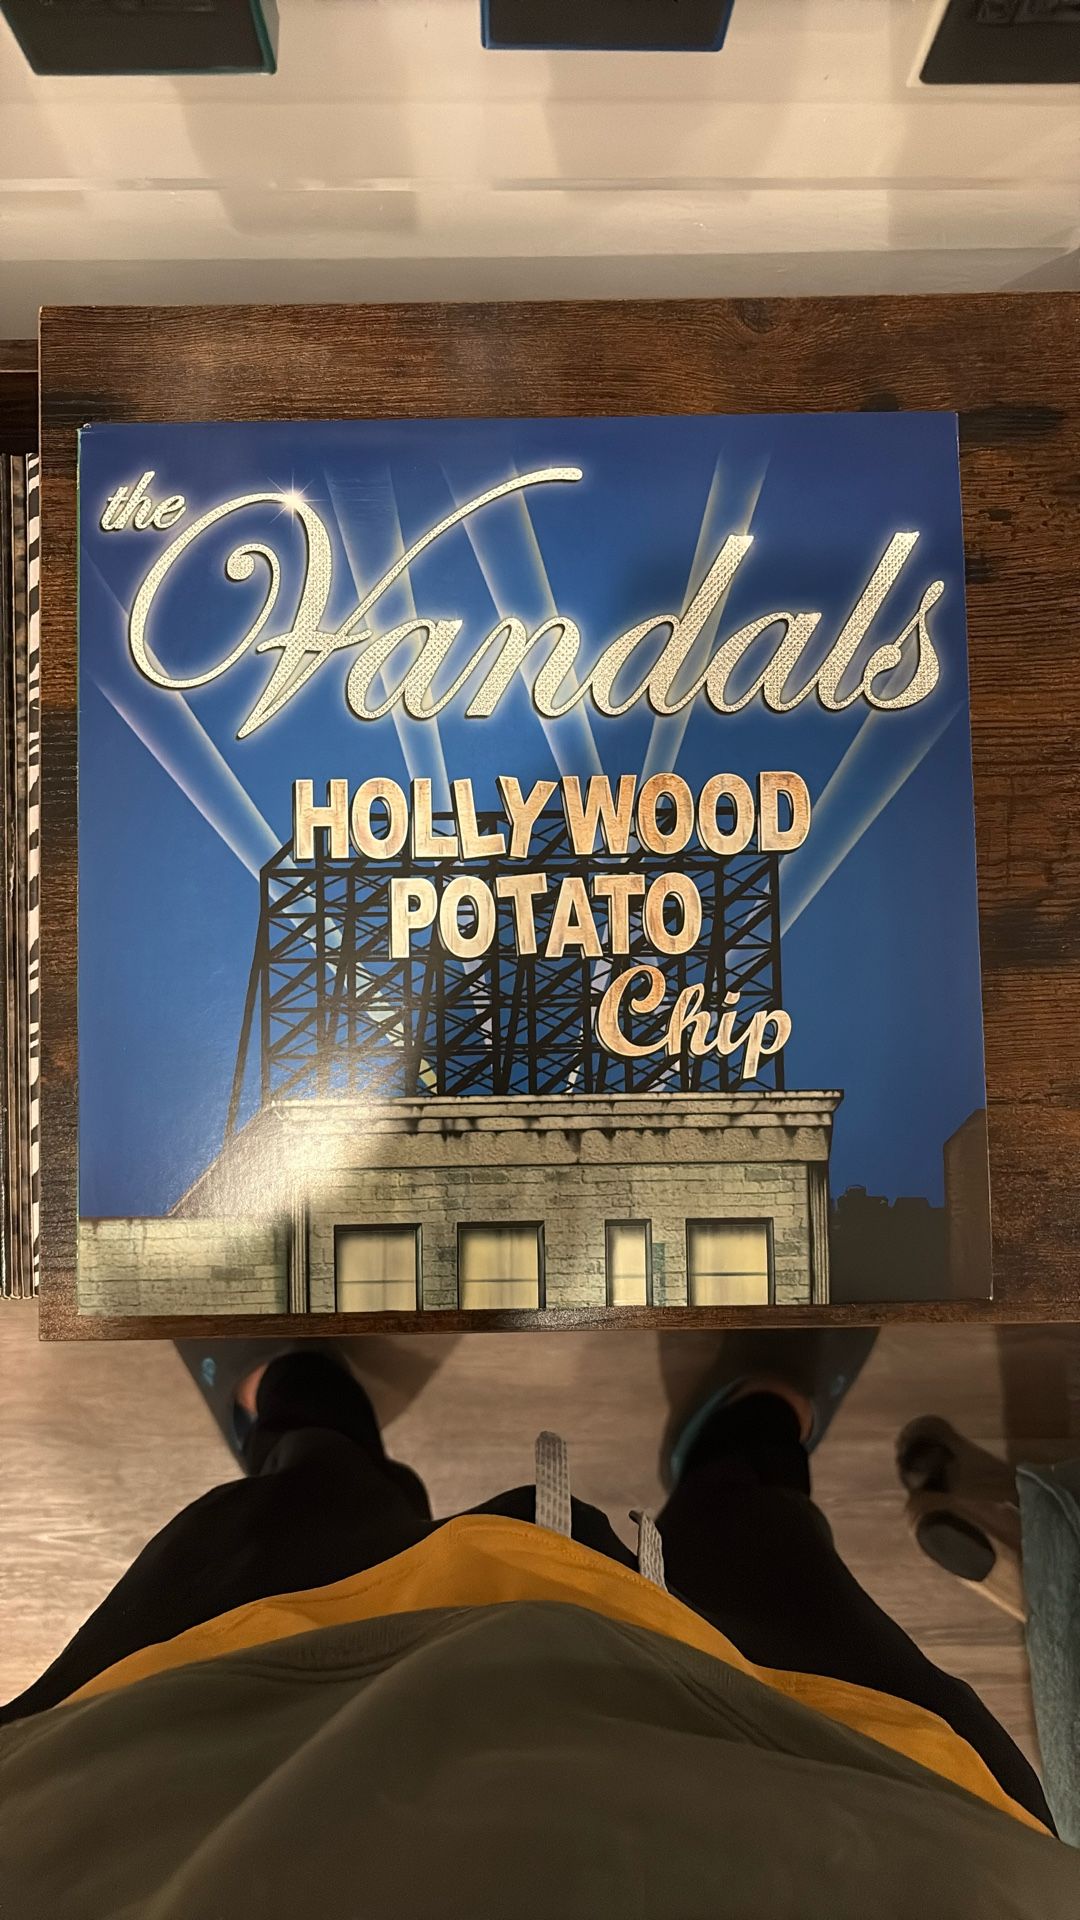 the Vandals
HOLLYWOOD
POTATO
Chip